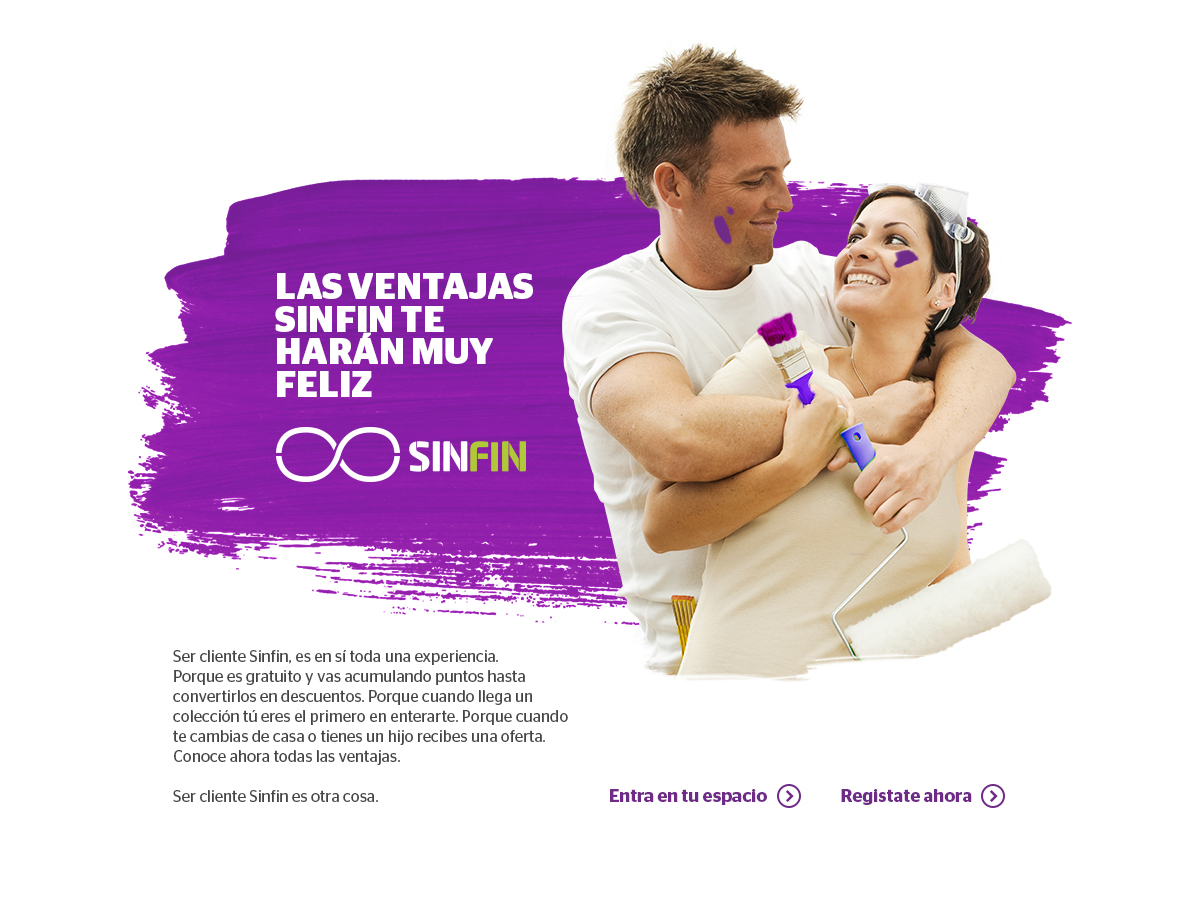 LAS VENTAJAS
SINFIN TE
HARÁN MUY
FELIZ
SINFIN
Ser cliente Sinfin, es en sí toda una experiencia.
Porque es gratuito y vas acumulando puntos hasta
convertirlos en descuentos. Porque cuando llega un
colección tú eres el primero en enterarte. Porque cuando
te cambias de casa o tienes un hijo recibes una oferta.
Conoce ahora todas las ventajas.
Ser cliente Sinfin es otra cosa.
Entra en tu espacio
Registate ahora